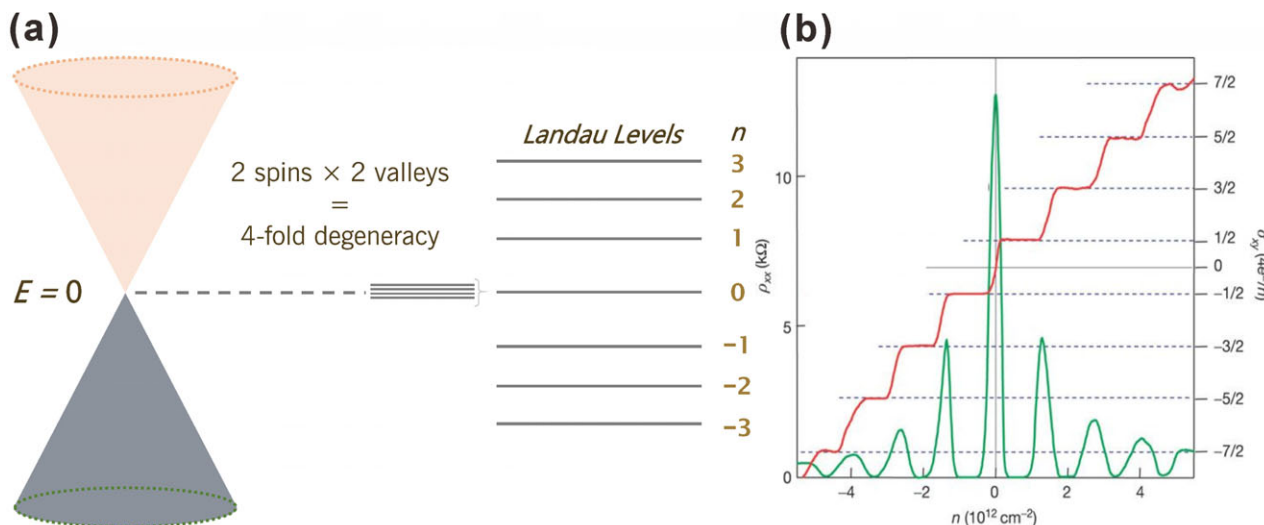 (a)
2 spins × 2 valleys
=
4-fold degeneracy
E = 0
Landau Levels n
3
2
1
0
−1
−2
−3
(b)
ρxx (kΩ)
10
5
0
−4 −2 0 2 4
n (10¹² cm⁻²)
7/2
5/2
3/2
1/2
0
−1/2
−3/2
−5/2
−7/2